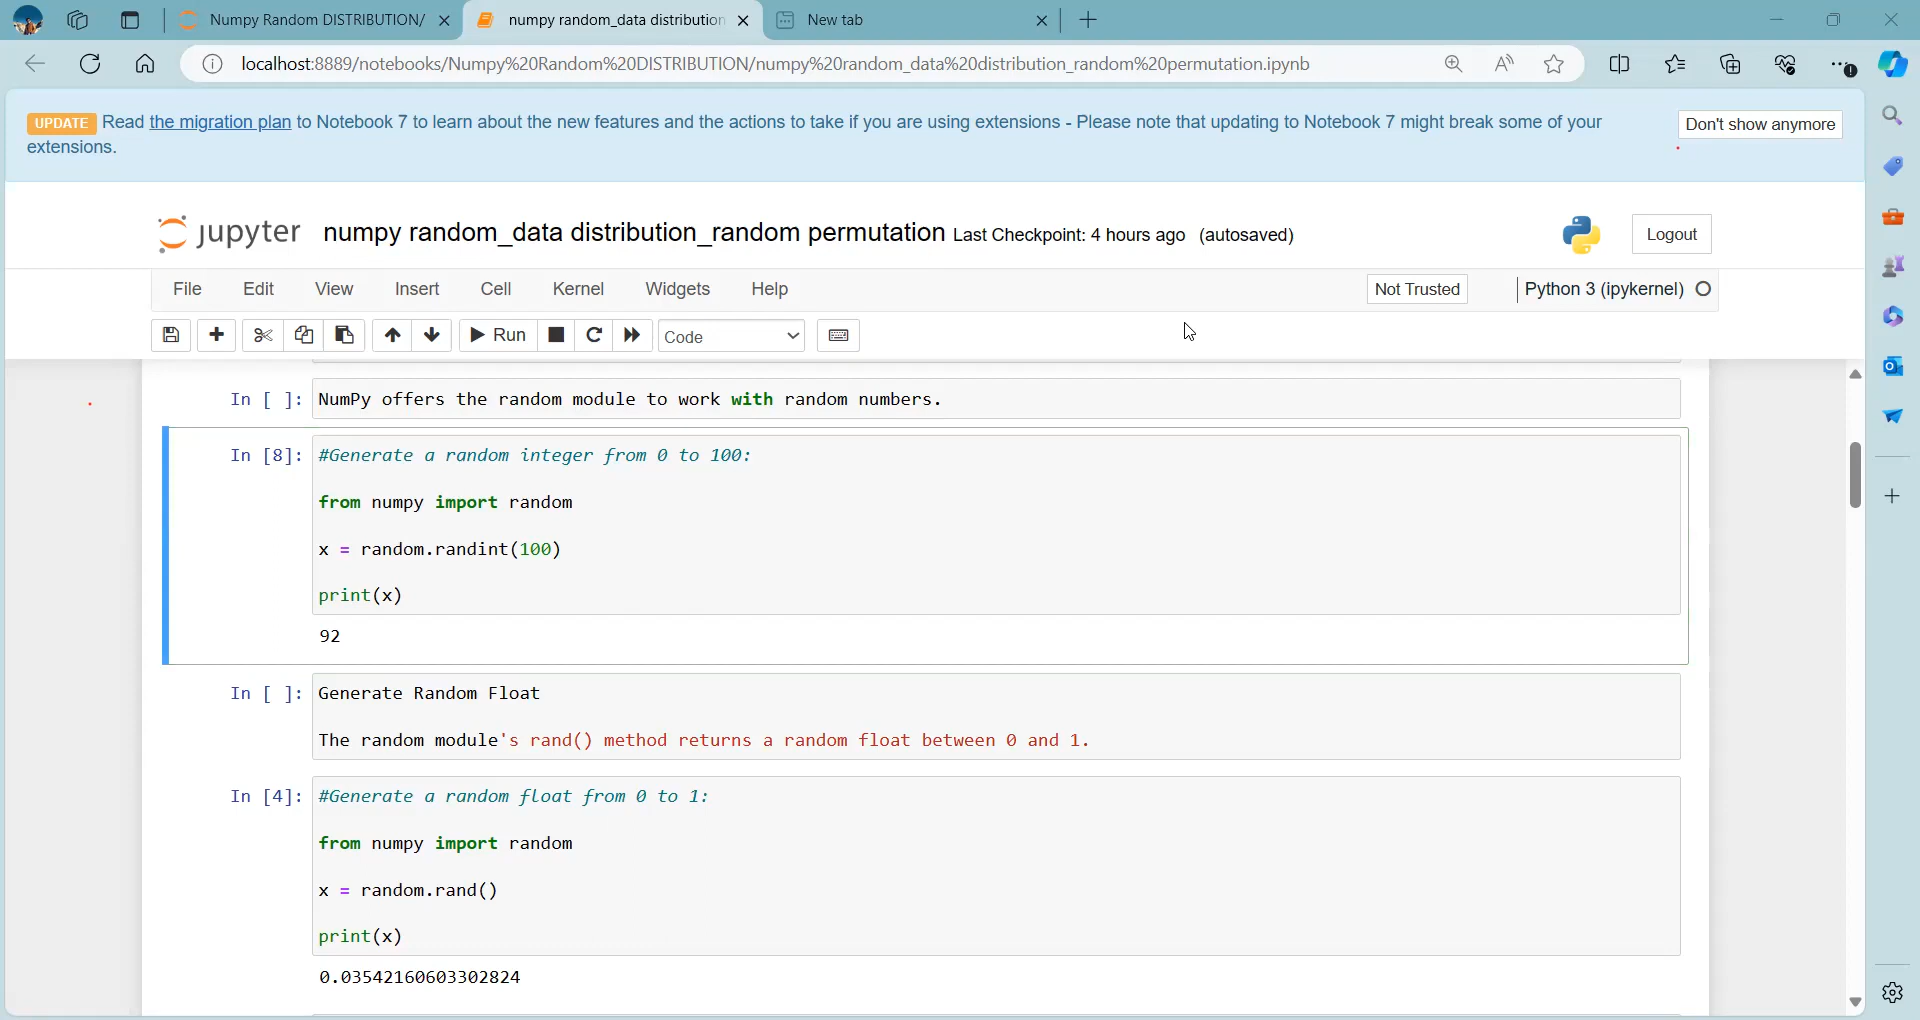 Numpy Random DISTRIBUTION/
numpy random_data distribution
New tab
localhost:8889/notebooks/Numpy%20Random%20DISTRIBUTION/numpy%20random_data%20distribution_random%20permutation.ipynb
UPDATE Read the migration plan to Notebook 7 to learn about the new features and the actions to take if you are using extensions - Please note that updating to Notebook 7 might break some of your
extensions.
Don't show anymore
jupyter numpy random_data distribution_random permutation Last Checkpoint: 4 hours ago (autosaved)
Logout
File Edit View Insert Cell Kernel Widgets Help
Not Trusted
Python 3 (ipykernel)
Run
Code
In [ ]: NumPy offers the random module to work with random numbers.
In [8]: #Generate a random integer from 0 to 100:
from numpy import random
x = random.randint(100)
print(x)
92
In [ ]: Generate Random Float
The random module's rand() method returns a random float between 0 and 1.
In [4]: #Generate a random float from 0 to 1:
from numpy import random
x = random.rand()
print(x)
0.03542160603302824